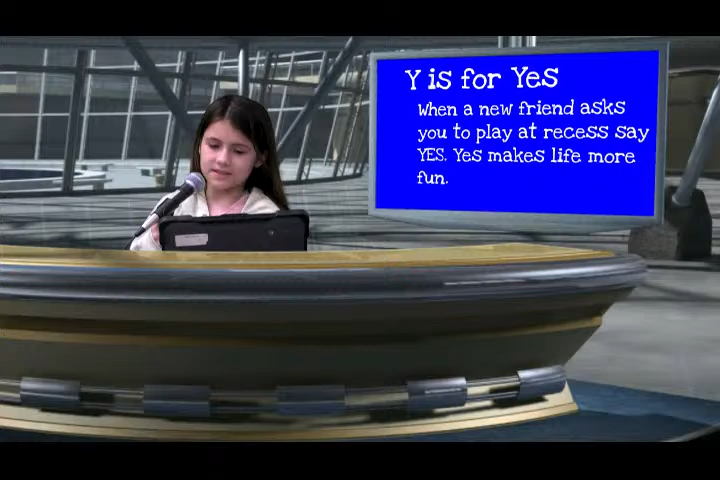 Y is for Yes
When a new friend asks
you to play at recess say
YES. Yes makes life more
fun.